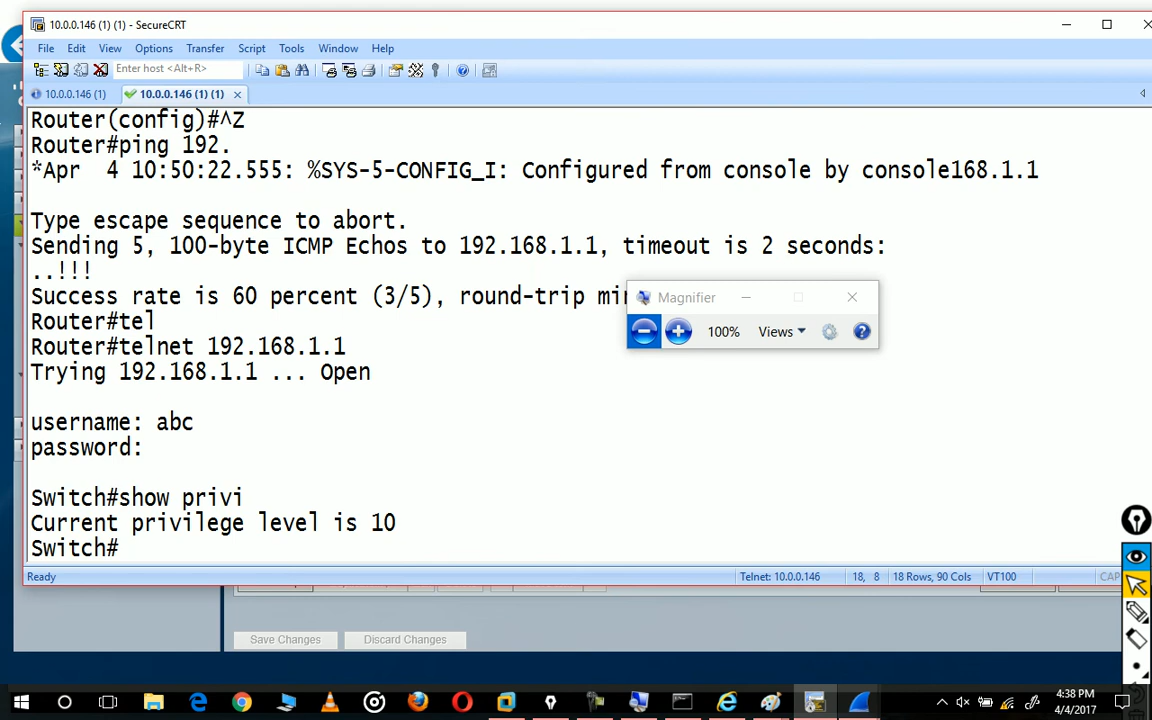 10.0.0.146 (1) (1) - SecureCRT
File Edit View Options Transfer Script Tools Window Help
Enter host <Alt+R>
10.0.0.146 (1) 10.0.0.146 (1) (1)
Router(config)#^Z
Router#ping 192.
*Apr  4 10:50:22.555: %SYS-5-CONFIG_I: Configured from console by console168.1.1
Type escape sequence to abort.
Sending 5, 100-byte ICMP Echos to 192.168.1.1, timeout is 2 seconds:
..!!!
Success rate is 60 percent (3/5), round-trip
Magnifier
Router#tel
100% Views
Router#telnet 192.168.1.1
Trying 192.168.1.1 ... Open
username: abc
password:
Switch#show privi
Current privilege level is 10
Switch#
Ready Telnet: 10.0.0.146 18, 8 18 Rows, 90 Cols VT100 CAP
Save Changes Discard Changes
4:38 PM
4/4/2017